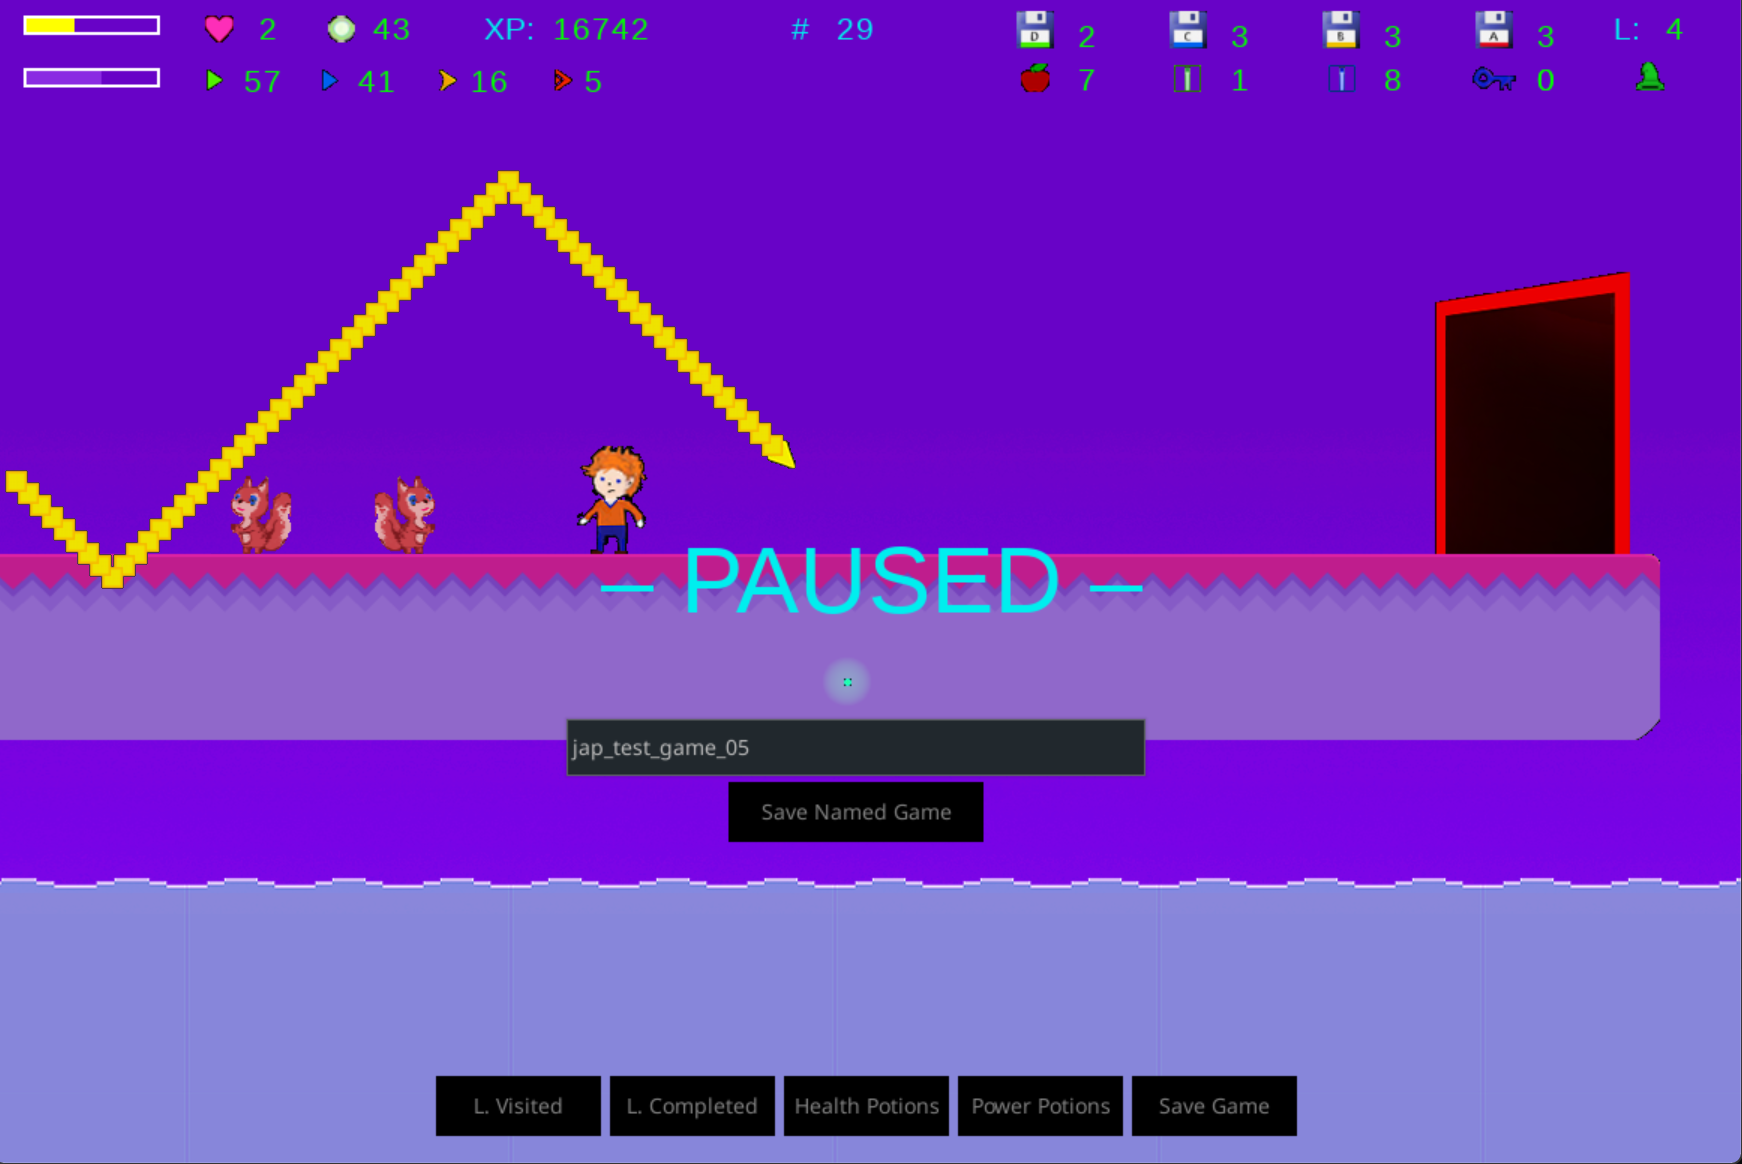 2 43 XP: 16742 # 29 D 2 C 3 B 3 A 3 L: 4
57 41 16 5 7 1 8 0
– PAUSED –
jap_test_game_05
Save Named Game
L. Visited L. Completed Health Potions Power Potions Save Game